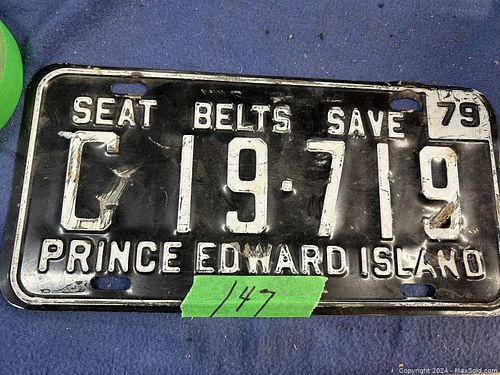 SEAT BELTS SAVE 79
C19·719
PRINCE EDWARD ISLAND
147
Copyright 2024 - MaxSold.com